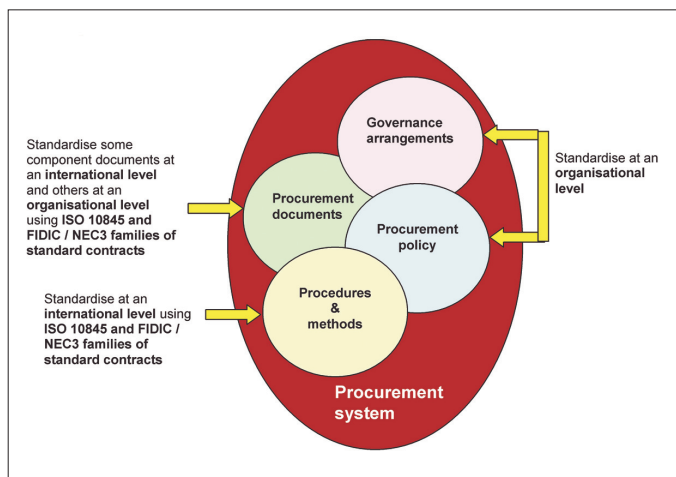 Governance
arrangements
Standardise some
component documents at
an international level
and others at an
organisational level
using ISO 10845 and
FIDIC / NEC3 families of
standard contracts
Standardise at an
organisational
level
Procurement
documents
Procurement
policy
Procedures
&
methods
Standardise at an
international level using
ISO 10845 and FIDIC /
NEC3 families of
standard contracts
Procurement
system